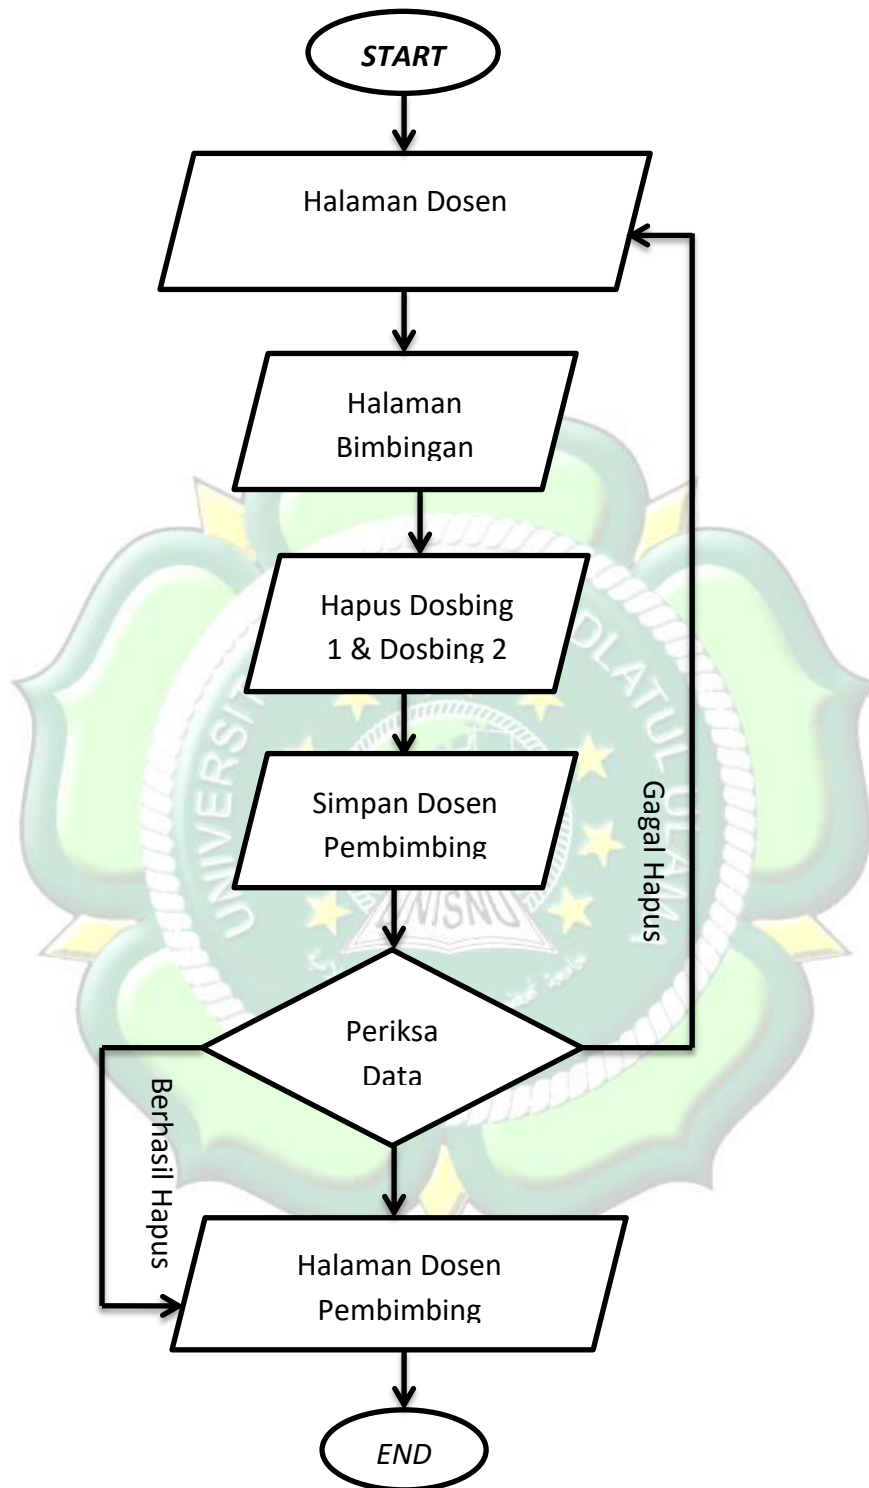 START
Halaman Dosen
Halaman
Bimbingan
Hapus Dosbing
1 & Dosbing 2
Simpan Dosen
Pembimbing
Gagal Hapus
Periksa
Data
Berhasil Hapus
Halaman Dosen
Pembimbing
END
UNISNU